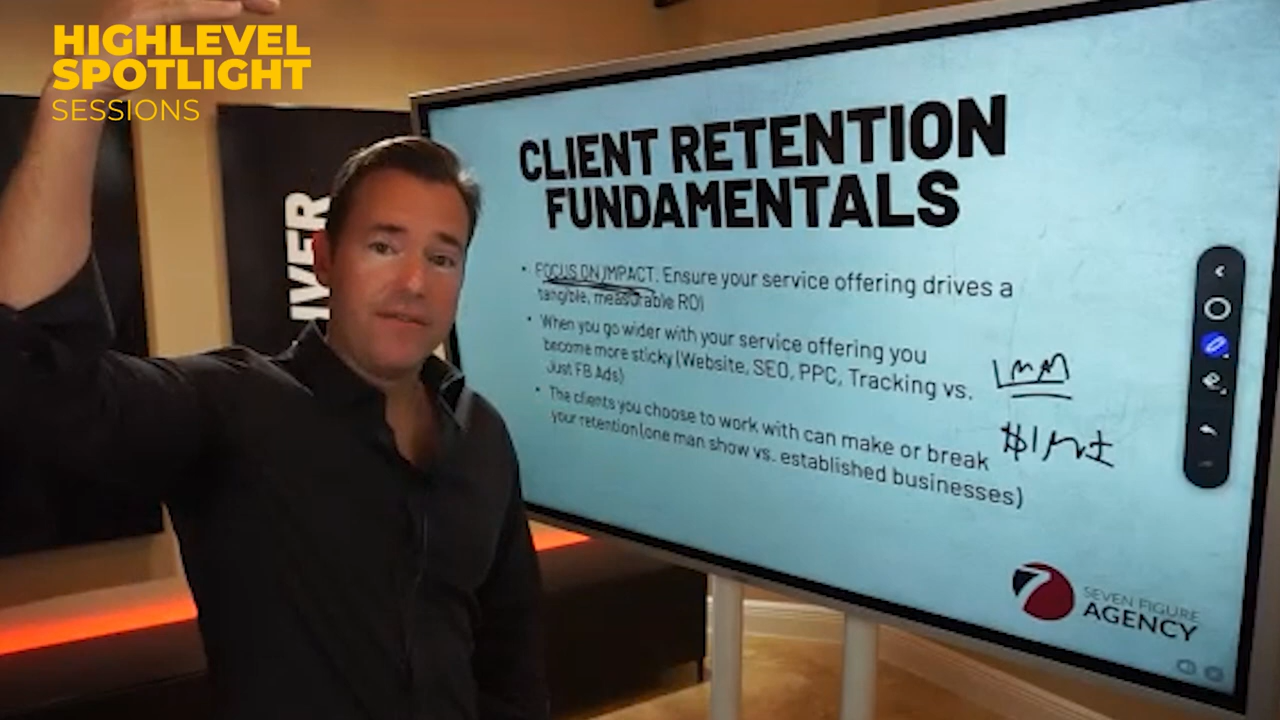 HIGHLEVEL
SPOTLIGHT
SESSIONS
IVER
CLIENT RETENTION
FUNDAMENTALS
• FOCUS ON IMPACT. Ensure your service offering drives a
tangible, measurable ROI
• When you go wider with your service offering you
become more sticky (Website, SEO, PPC, Tracking vs.
Just FB Ads)
• The clients you choose to work with can make or break
your retention (one man show vs. established businesses)
SEVEN FIGURE
AGENCY